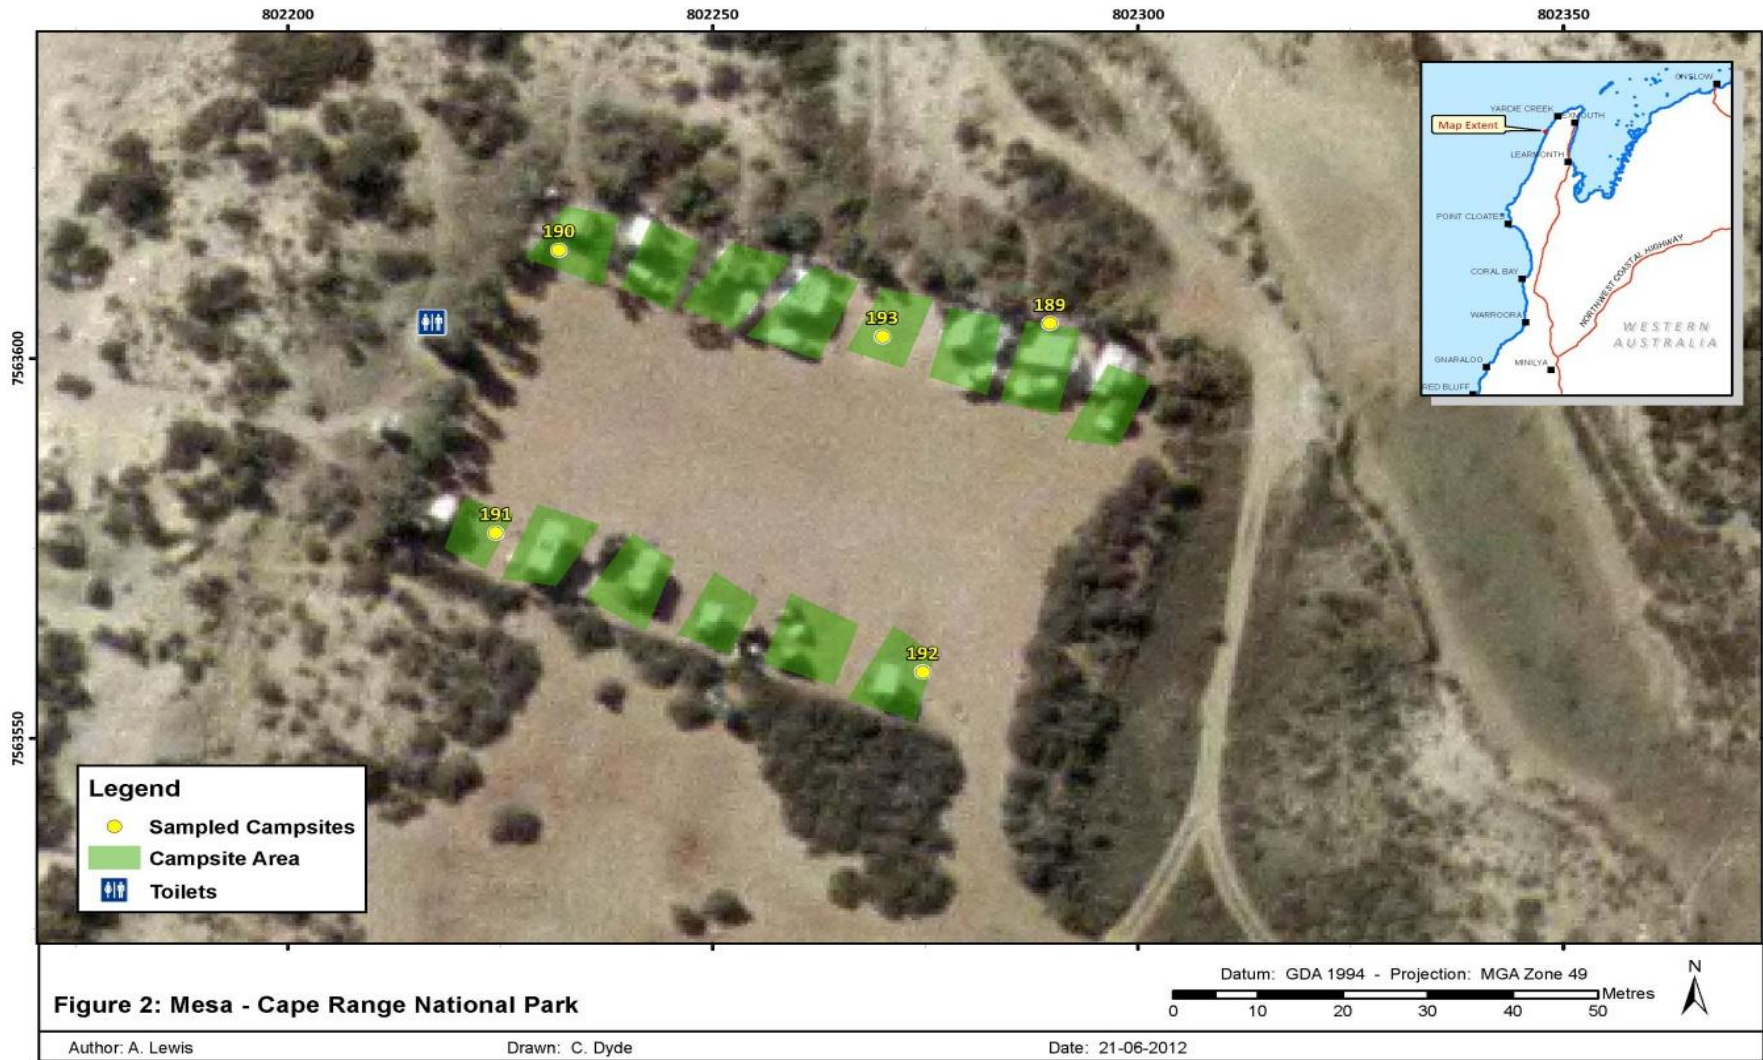 802200 802250 802300 802350
7563600
7563550
190
193
189
191
192
ONSLOW
YARDIE CREEK
EXMOUTH
Map Extent
LEARMONTH
POINT CLOATES
CORAL BAY
NORTHWEST COASTAL HIGHWAY
WARROORA
WESTERN
AUSTRALIA
GNARALOO
MINILYA
RED BLUFF
Legend
Sampled Campsites
Campsite Area
Toilets
Figure 2: Mesa - Cape Range National Park
Datum: GDA 1994 - Projection: MGA Zone 49
Metres
0 10 20 30 40 50
N
Author: A. Lewis Drawn: C. Dyde Date: 21-06-2012